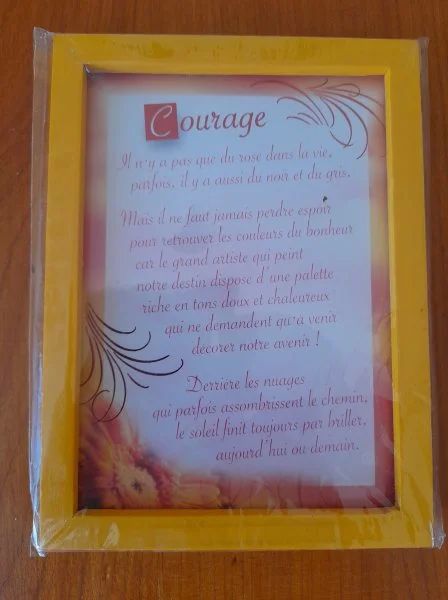 Courage
Il n'y a pas que du rose dans la vie,
parfois, il y a aussi du noir et du gris.
Mais il ne faut jamais perdre espoir
pour retrouver les couleurs du bonheur
car le grand artiste qui peint
notre destin dispose d'une palette
riche en tons doux et chaleureux
qui ne demandent qu'a venir
décorer notre avenir !
Derrière les nuages
qui parfois assombrissent le chemin,
le soleil finit toujours par briller,
aujourd'hui ou demain.